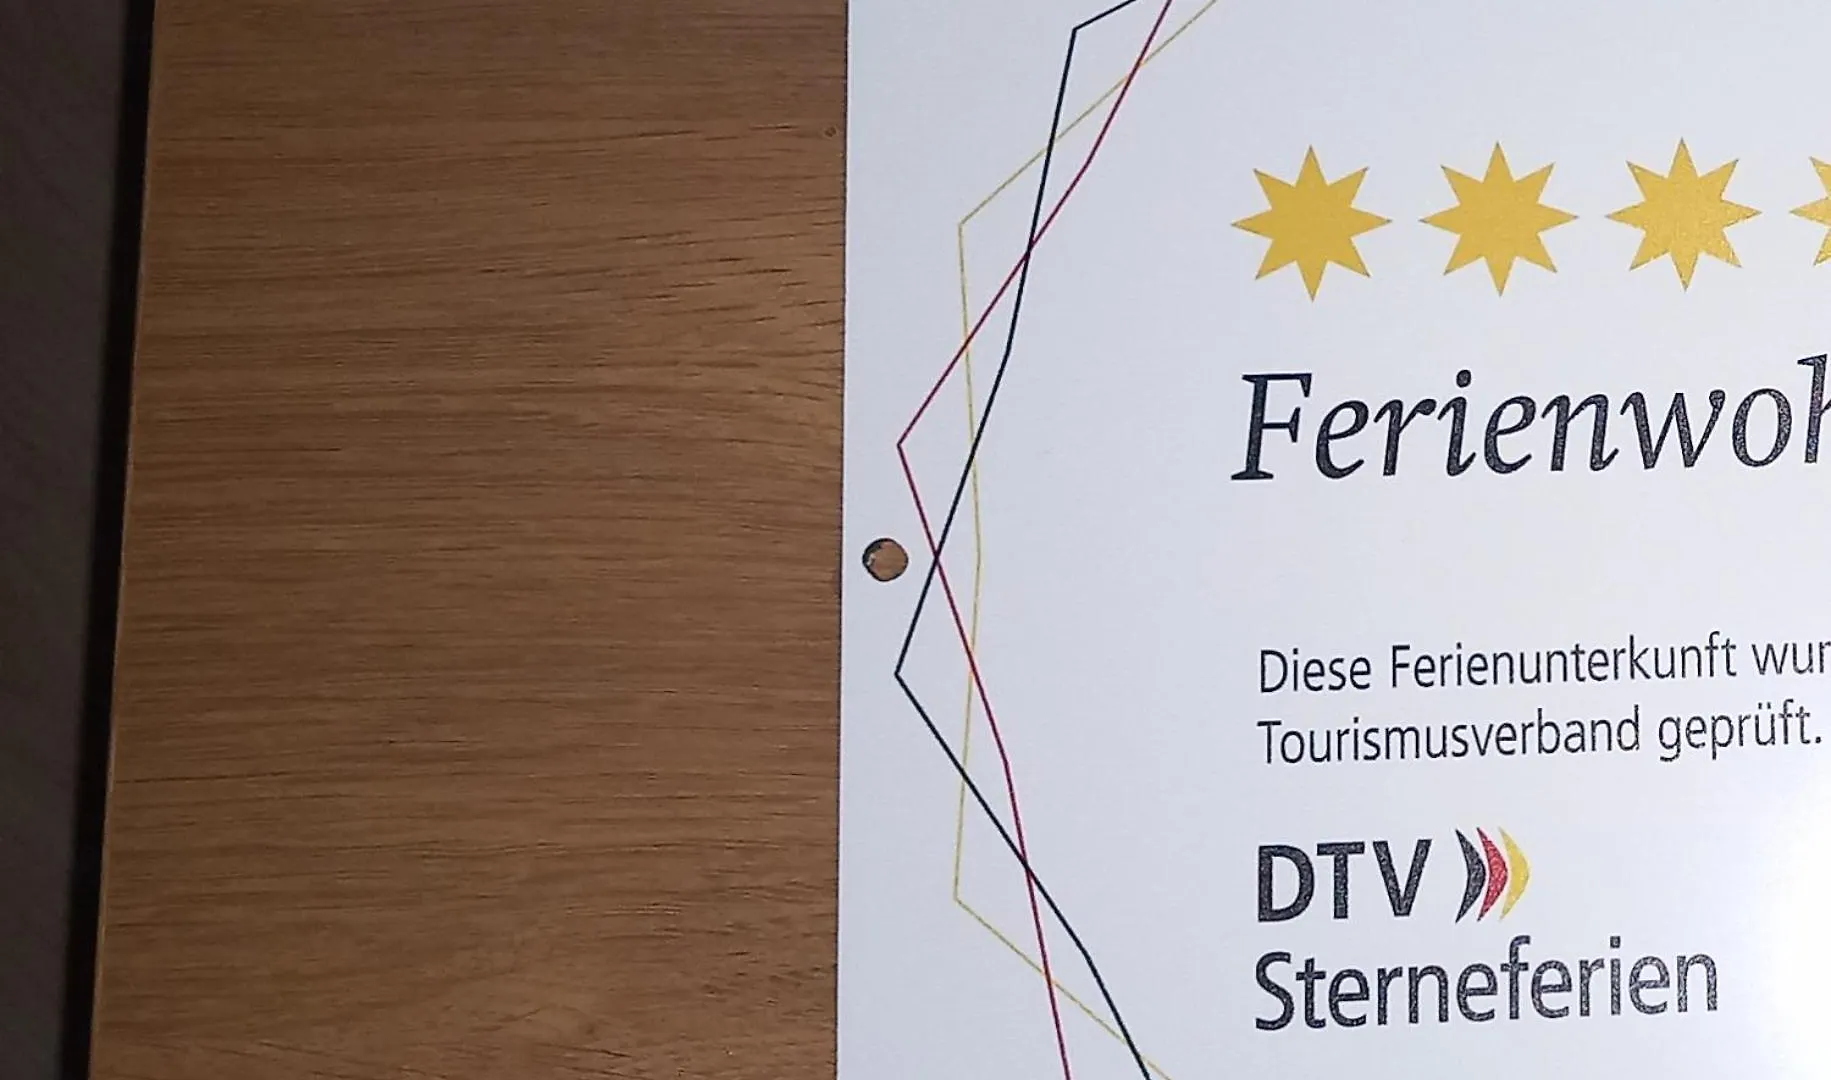 Ferienwoh
Diese Ferienunterkunft wur
Tourismusverband geprüft.
DTV
Sterneferien